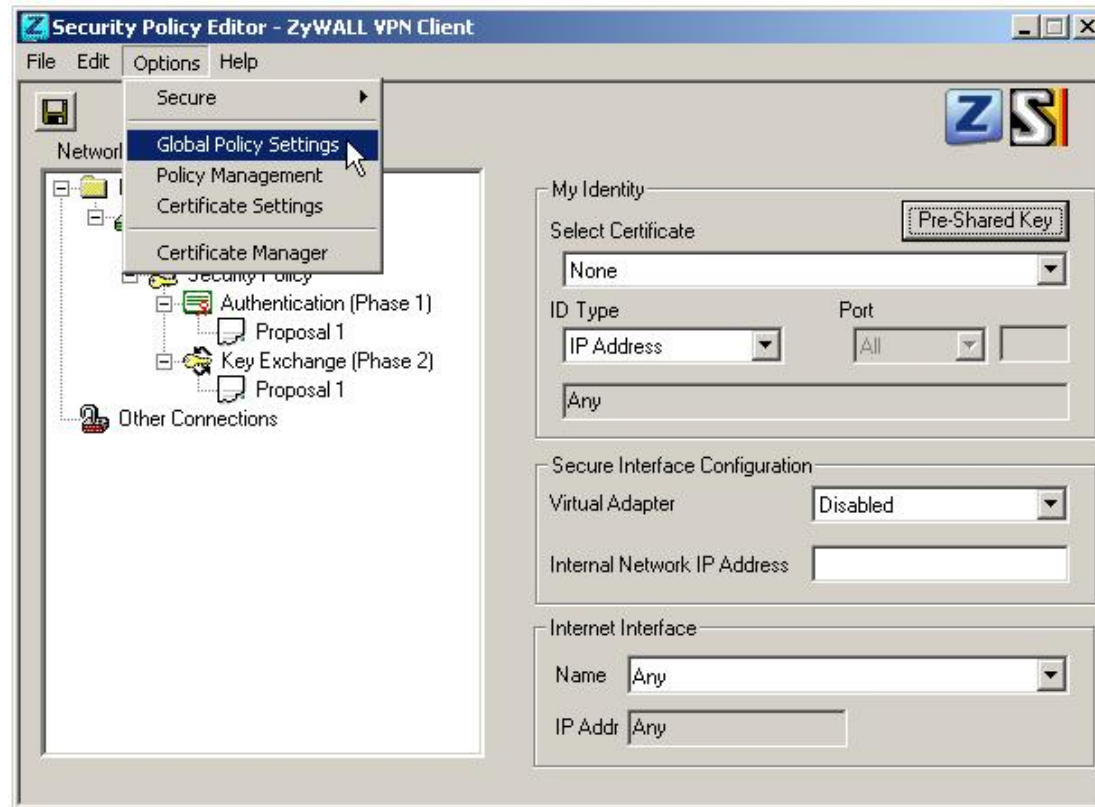 Security Policy Editor - ZyWALL VPN Client
File Edit Options Help
Secure
Global Policy Settings
Policy Management
Certificate Settings
Certificate Manager
Z S
Security Policy
Authentication (Phase 1)
Proposal 1
Key Exchange (Phase 2)
Proposal 1
Other Connections
My Identity
Select Certificate
Pre-Shared Key
None
ID Type
Port
IP Address
All
Any
Secure Interface Configuration
Virtual Adapter
Disabled
Internal Network IP Address
Internet Interface
Name
Any
IP Addr
Any